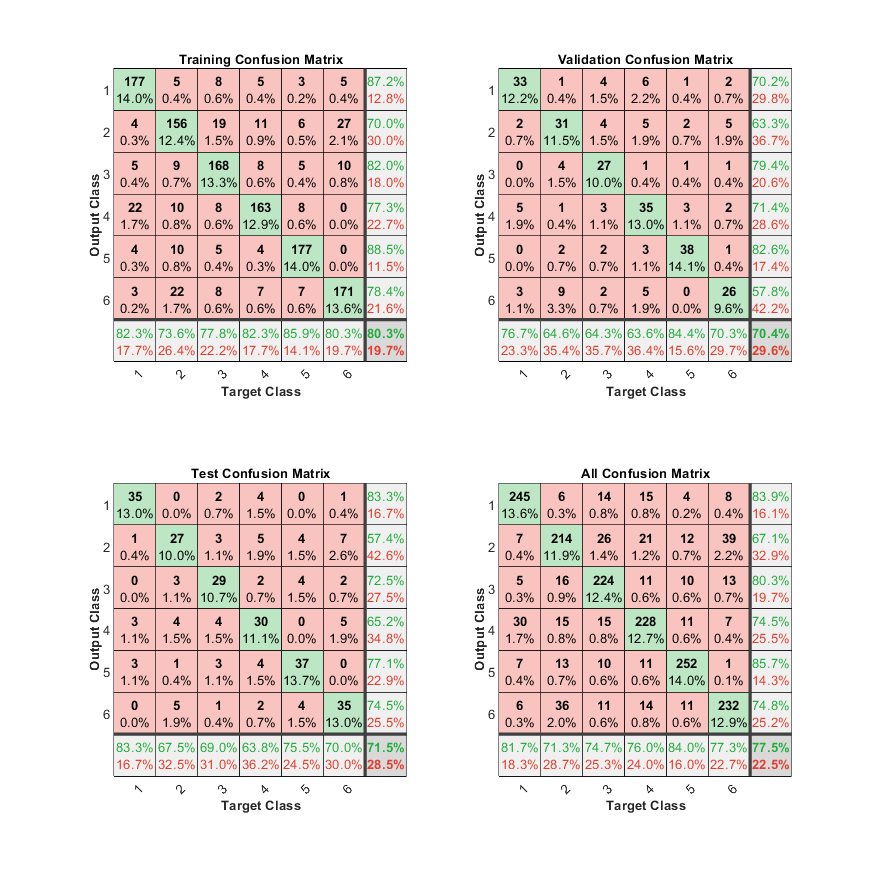 Training Confusion Matrix
177 5 8 5 3 5 87.2%
1
14.0% 0.4% 0.6% 0.4% 0.2% 0.4% 12.8%
4 156 19 11 6 27 70.0%
2
0.3% 12.4% 1.5% 0.9% 0.5% 2.1% 30.0%
5 9 168 8 5 10 82.0%
3
0.4% 0.7% 13.3% 0.6% 0.4% 0.8% 18.0%
22 10 8 163 8 0 77.3%
4
1.7% 0.8% 0.6% 12.9% 0.6% 0.0% 22.7%
4 10 5 4 177 0 88.5%
5
0.3% 0.8% 0.4% 0.3% 14.0% 0.0% 11.5%
3 22 8 7 7 171 78.4%
6
0.2% 1.7% 0.6% 0.6% 0.6% 13.6% 21.6%
82.3% 73.6% 77.8% 82.3% 85.9% 80.3% 80.3%
17.7% 26.4% 22.2% 17.7% 14.1% 19.7% 19.7%
1 2 3 4 5 6
Target Class
Output Class
Validation Confusion Matrix
33 1 4 6 1 2 70.2%
1
12.2% 0.4% 1.5% 2.2% 0.4% 0.7% 29.8%
2 31 4 5 2 5 63.3%
2
0.7% 11.5% 1.5% 1.9% 0.7% 1.9% 36.7%
0 4 27 1 1 1 79.4%
3
0.0% 1.5% 10.0% 0.4% 0.4% 0.4% 20.6%
5 1 3 35 3 2 71.4%
4
1.9% 0.4% 1.1% 13.0% 1.1% 0.7% 28.6%
0 2 2 3 38 1 82.6%
5
0.0% 0.7% 0.7% 1.1% 14.1% 0.4% 17.4%
3 9 2 5 0 26 57.8%
6
1.1% 3.3% 0.7% 1.9% 0.0% 9.6% 42.2%
76.7% 64.6% 64.3% 63.6% 84.4% 70.3% 70.4%
23.3% 35.4% 35.7% 36.4% 15.6% 29.7% 29.6%
1 2 3 4 5 6
Target Class
Output Class
Test Confusion Matrix
35 0 2 4 0 1 83.3%
1
13.0% 0.0% 0.7% 1.5% 0.0% 0.4% 16.7%
1 27 3 5 4 7 57.4%
2
0.4% 10.0% 1.1% 1.9% 1.5% 2.6% 42.6%
0 3 29 2 4 2 72.5%
3
0.0% 1.1% 10.7% 0.7% 1.5% 0.7% 27.5%
3 4 4 30 0 5 65.2%
4
1.1% 1.5% 1.5% 11.1% 0.0% 1.9% 34.8%
3 1 3 4 37 0 77.1%
5
1.1% 0.4% 1.1% 1.5% 13.7% 0.0% 22.9%
0 5 1 2 4 35 74.5%
6
0.0% 1.9% 0.4% 0.7% 1.5% 13.0% 25.5%
83.3% 67.5% 69.0% 63.8% 75.5% 70.0% 71.5%
16.7% 32.5% 31.0% 36.2% 24.5% 30.0% 28.5%
1 2 3 4 5 6
Target Class
Output Class
All Confusion Matrix
245 6 14 15 4 8 83.9%
1
13.6% 0.3% 0.8% 0.8% 0.2% 0.4% 16.1%
7 214 26 21 12 39 67.1%
2
0.4% 11.9% 1.4% 1.2% 0.7% 2.2% 32.9%
5 16 224 11 10 13 80.3%
3
0.3% 0.9% 12.4% 0.6% 0.6% 0.7% 19.7%
30 15 15 228 11 7 74.5%
4
1.7% 0.8% 0.8% 12.7% 0.6% 0.4% 25.5%
7 13 10 11 252 1 85.7%
5
0.4% 0.7% 0.6% 0.6% 14.0% 0.1% 14.3%
6 36 11 14 11 232 74.8%
6
0.3% 2.0% 0.6% 0.8% 0.6% 12.9% 25.2%
81.7% 71.3% 74.7% 76.0% 84.0% 77.3% 77.5%
18.3% 28.7% 25.3% 24.0% 16.0% 22.7% 22.5%
1 2 3 4 5 6
Target Class
Output Class